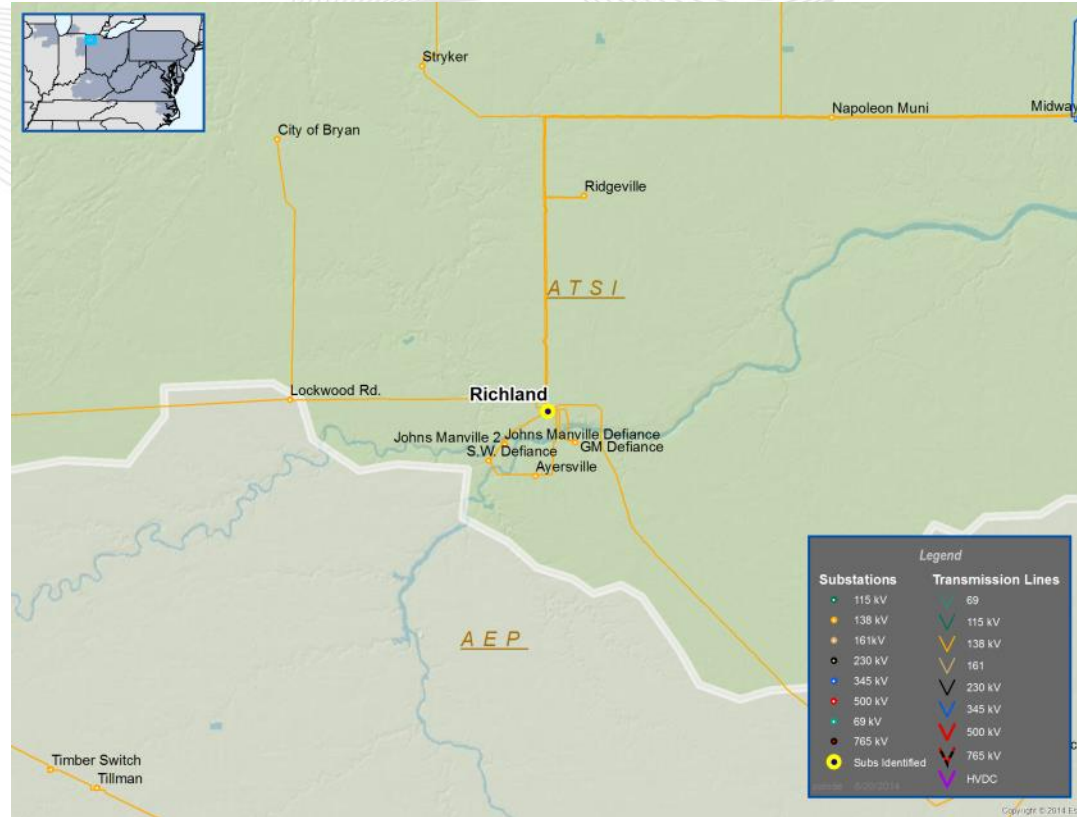 Stryker
Napoleon Muni
Midway
City of Bryan
Ridgeville
ATSI
Lockwood Rd.
Richland
Johns Manville 2
Johns Manville Defiance
S.W. Defiance
GM Defiance
Ayersville
AEP
Timber Switch
Tillman
Legend
Substations
115 kV
138 kV
161kV
230 kV
345 kV
500 kV
69 kV
765 kV
Subs Identified
Transmission Lines
69
115 kV
138 kV
161
230 kV
345 kV
500 kV
765 kV
HVDC
Copyright © 2014